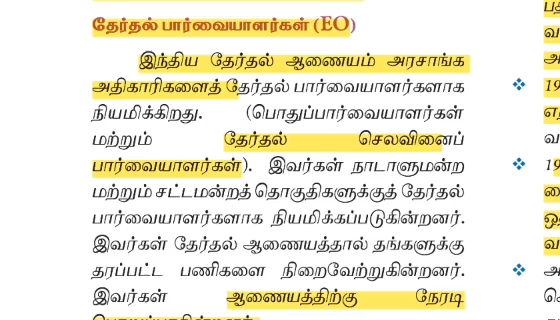 தேர்தல் பார்வையாளர்கள் (EO)
இந்திய தேர்தல் ஆணையம் அரசாங்க
அதிகாரிகளைத் தேர்தல் பார்வையாளர்களாக
நியமிக்கிறது. (பொதுப்பார்வையாளர்கள்
மற்றும் தேர்தல் செலவினைப்
பார்வையாளர்கள்). இவர்கள் நாடாளுமன்ற
மற்றும் சட்டமன்றத் தொகுதிகளுக்குத் தேர்தல்
பார்வையாளர்களாக நியமிக்கப்படுகின்றனர்.
இவர்கள் தேர்தல் ஆணையத்தால் தங்களுக்கு
தரப்பட்ட பணிகளை நிறைவேற்றுகின்றனர்.
இவர்கள் ஆணையத்திற்கு நேரடி